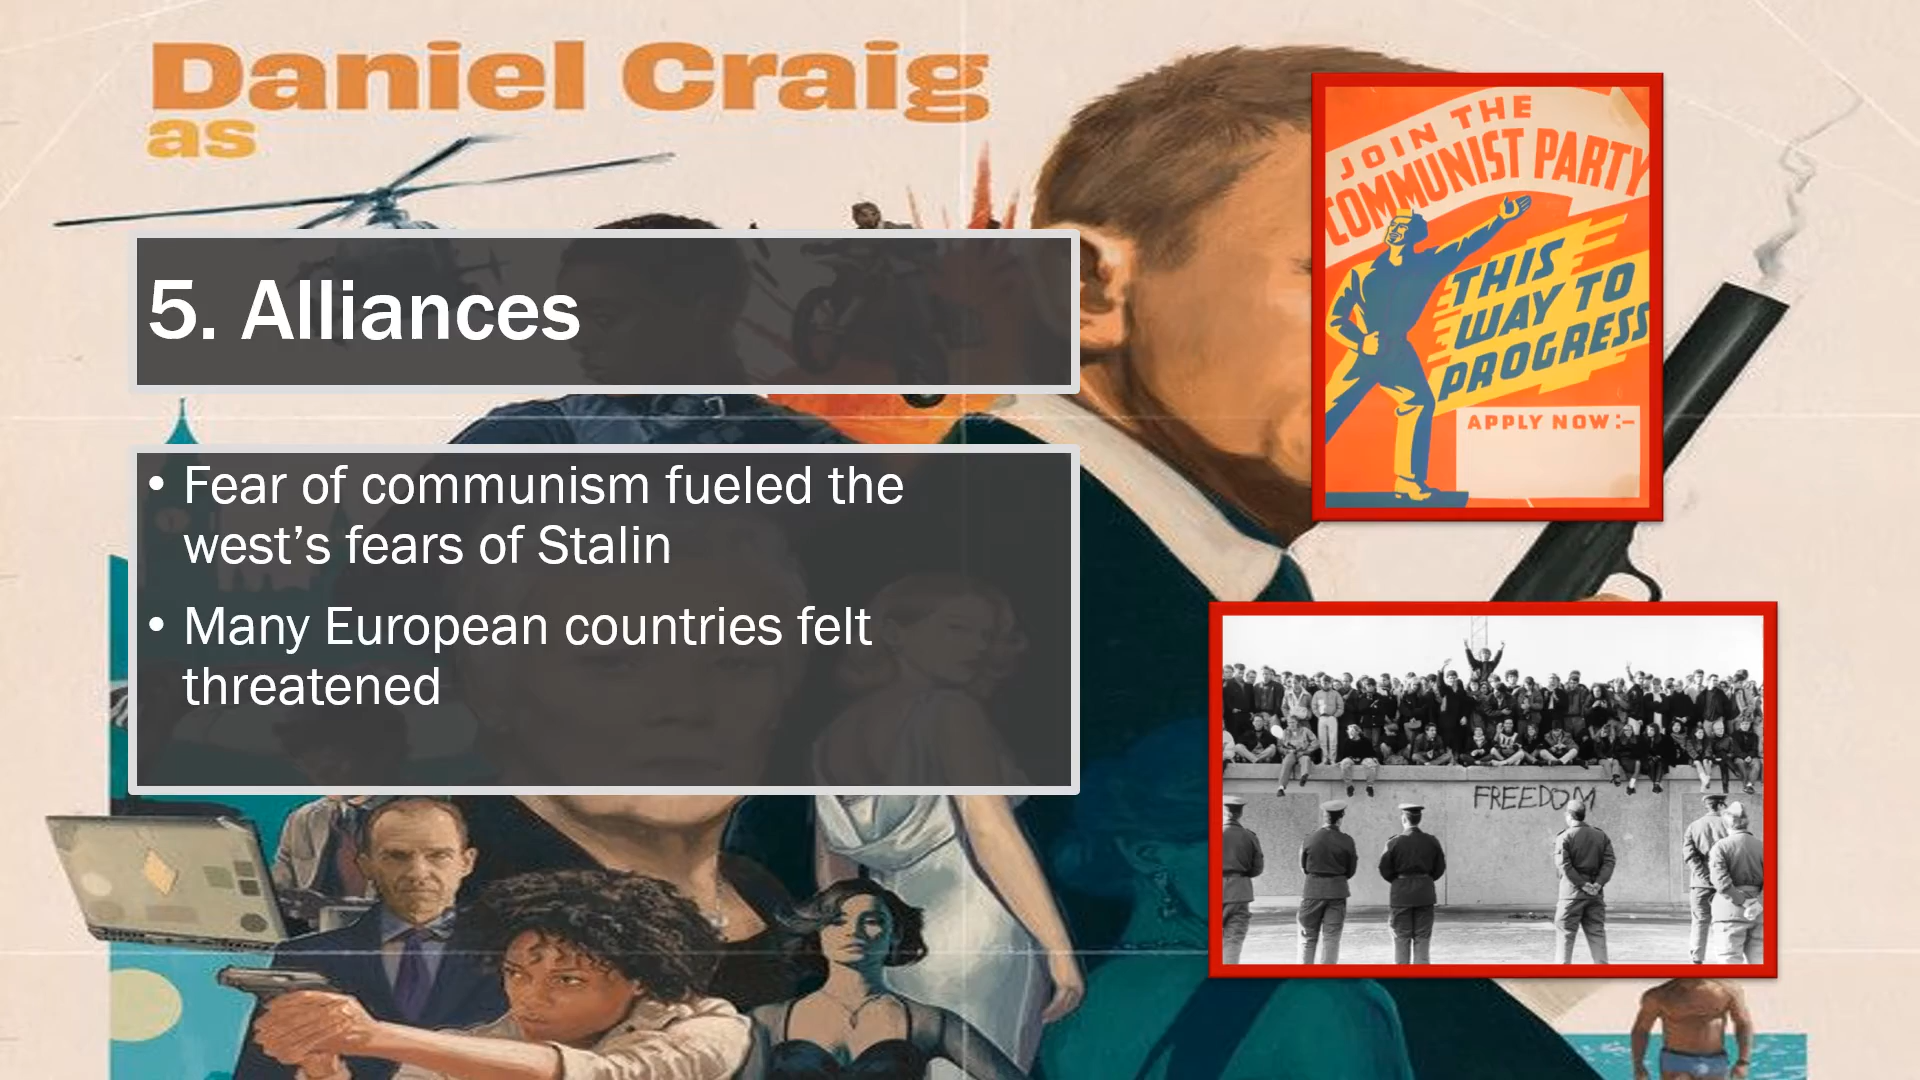 Daniel Craig
as
5. Alliances
• Fear of communism fueled the
west’s fears of Stalin
• Many European countries felt
threatened
JOIN THE
COMMUNIST PARTY
THIS
WAY TO
PROGRESS
APPLY NOW:-
FREEDOM